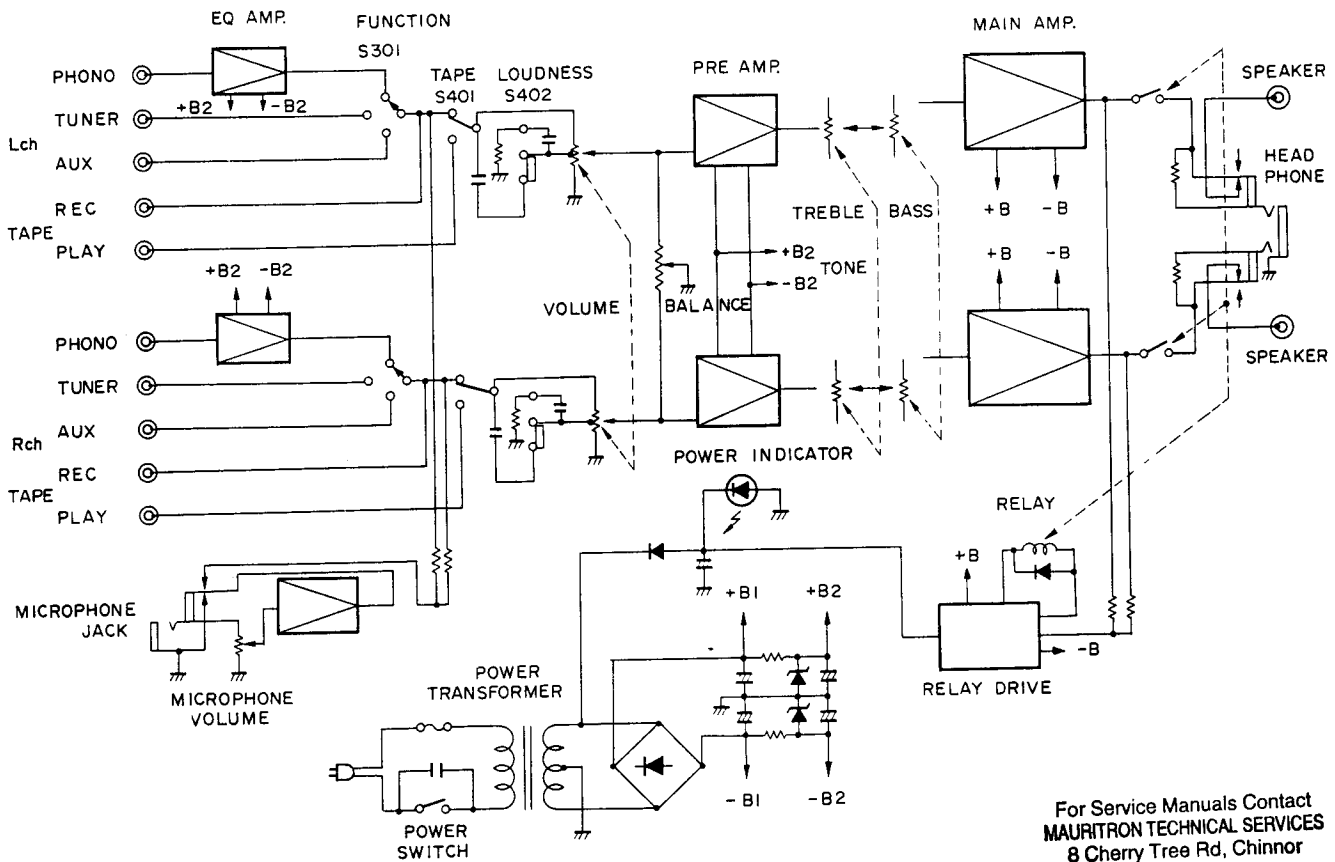 EQ AMP.
FUNCTION
S301
MAIN AMP.
PHONO
TAPE
S401
LOUDNESS
S402
PRE AMP.
SPEAKER
+B2
-B2
TUNER
Lch
AUX
HEAD
PHONE
REC
TAPE
PLAY
TREBLE
BASS
+B
-B
+B2
-B2
+B2
-B2
TONE
+B
-B
VOLUME
BALANCE
PHONO
SPEAKER
TUNER
AUX
Rch
REC
TAPE
PLAY
POWER INDICATOR
RELAY
+B
MICROPHONE
JACK
+B1
+B2
-B
RELAY DRIVE
MICROPHONE
VOLUME
POWER
TRANSFORMER
-B1
-B2
POWER
SWITCH
For Service Manuals Contact
MAURITRON TECHNICAL SERVICES
8 Cherry Tree Rd, Chinnor